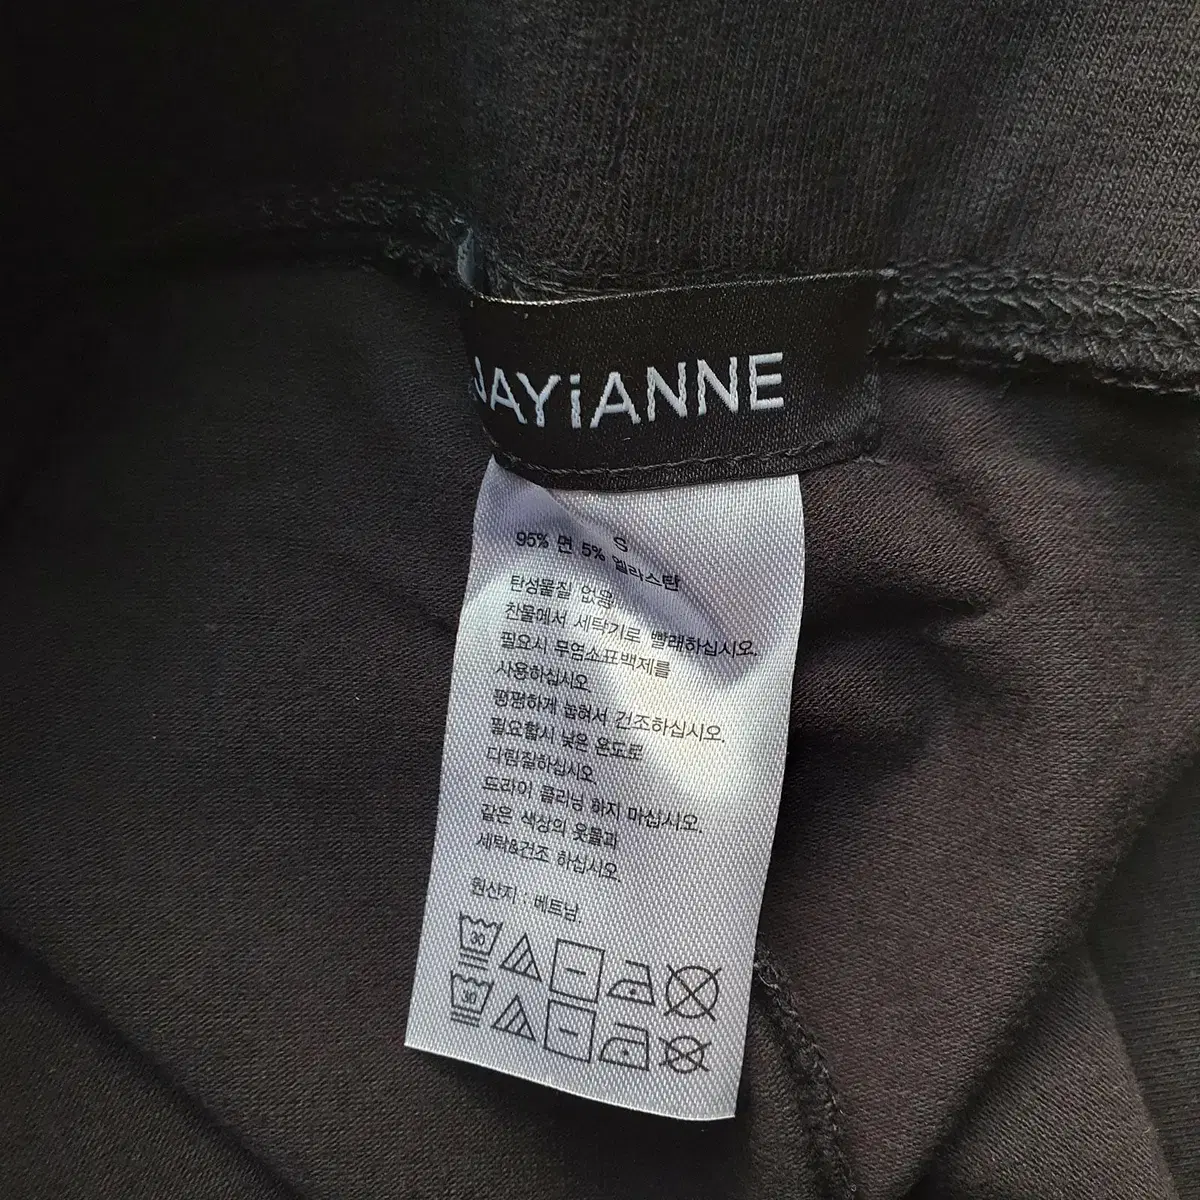 JAYiANNE
S
95% 면 5% 엘라스탄
탄성물질 없음.
찬물에서 세탁기로 빨래하십시오.
필요시 무염소표백제를
사용하십시오.
평평하게 눕혀서 건조하십시오.
필요할시 낮은 온도로
다림질하십시오
드라이 클리닝 하지 마십시오.
같은 색상의 옷들과
세탁&건조 하십시오.
원산지 : 베트남.
30
30